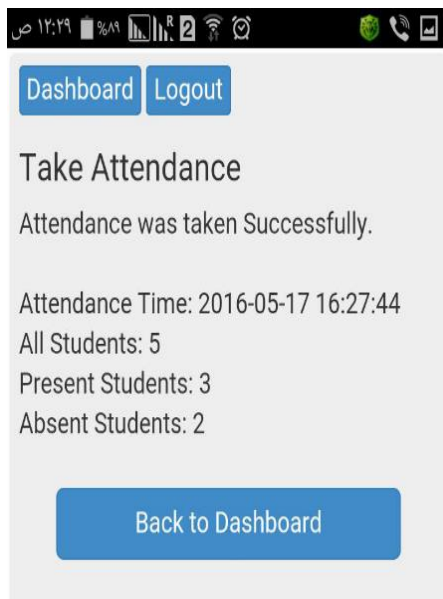 ص ١٢:٢٩ %٨٩ R 2
Dashboard Logout
Take Attendance
Attendance was taken Successfully.
Attendance Time: 2016-05-17 16:27:44
All Students: 5
Present Students: 3
Absent Students: 2
Back to Dashboard